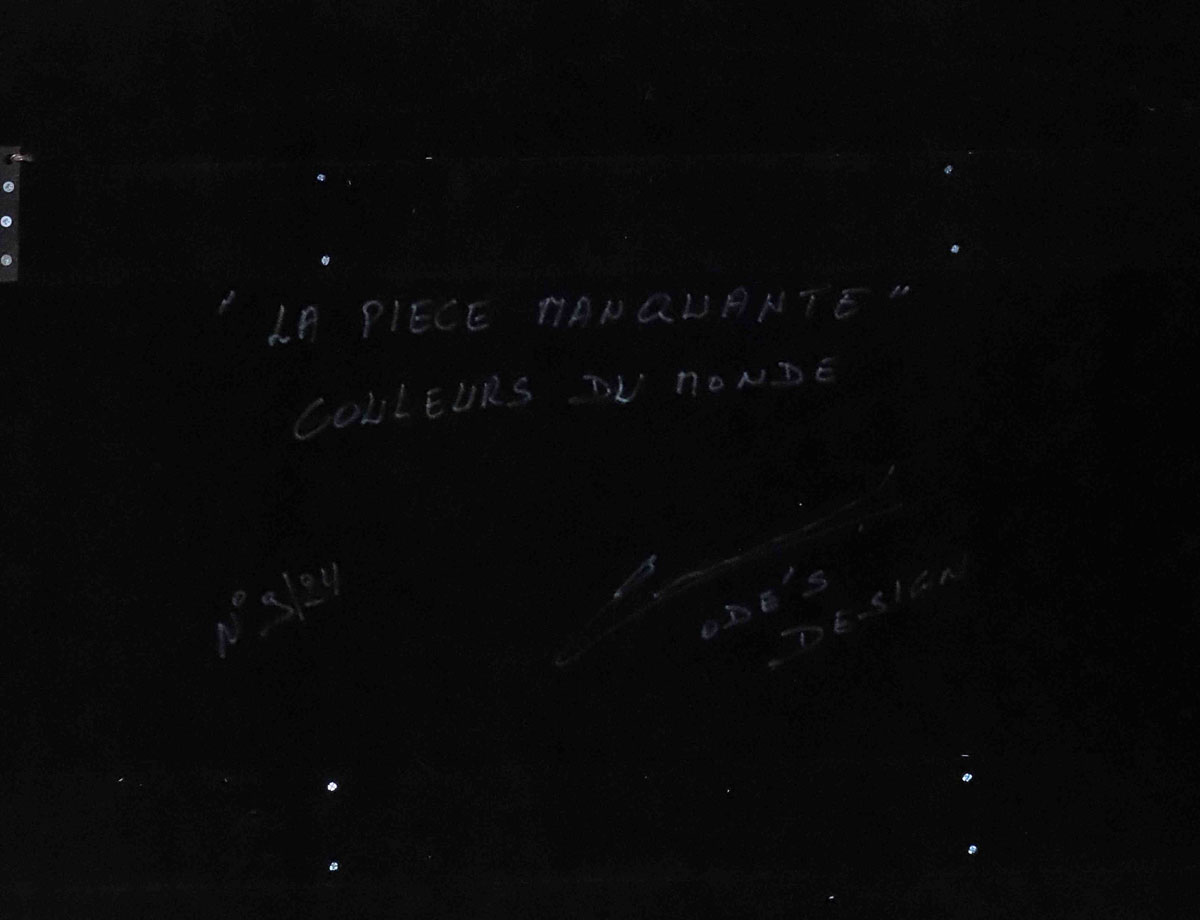 " LA PIECE MANQUANTE "
COULEURS DU MONDE
N° 9/24
ODE'S
DESIGN